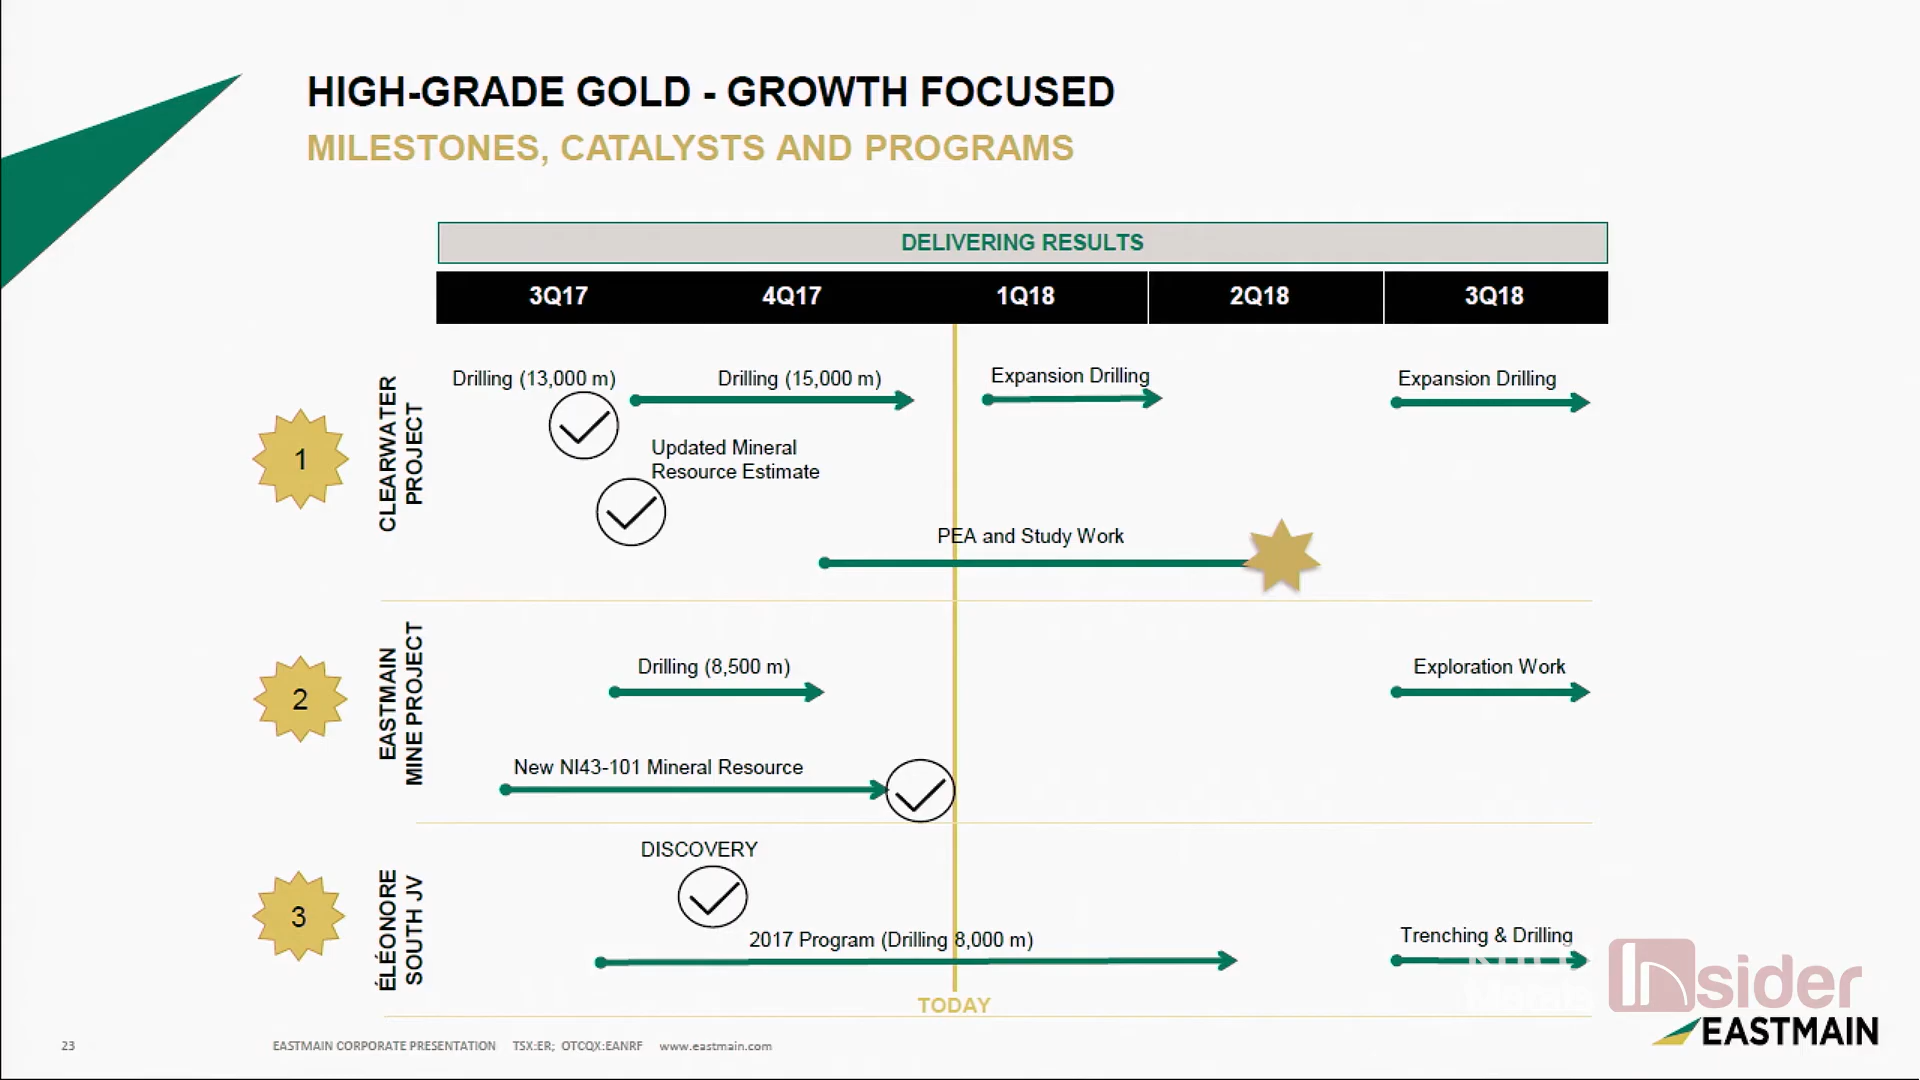 HIGH-GRADE GOLD - GROWTH FOCUSED
MILESTONES, CATALYSTS AND PROGRAMS
DELIVERING RESULTS
3Q17 4Q17 1Q18 2Q18 3Q18
1
CLEARWATER
PROJECT
Drilling (13,000 m)
Drilling (15,000 m)
Expansion Drilling
Expansion Drilling
Updated Mineral
Resource Estimate
PEA and Study Work
2
EASTMAIN
MINE PROJECT
Drilling (8,500 m)
Exploration Work
New NI43-101 Mineral Resource
3
ÉLÉONORE
SOUTH JV
DISCOVERY
2017 Program (Drilling 8,000 m)
Trenching & Drilling
TODAY
Insider
EASTMAIN
23
EASTMAIN CORPORATE PRESENTATION TSX:ER; OTCQX:EANRF www.eastmain.com